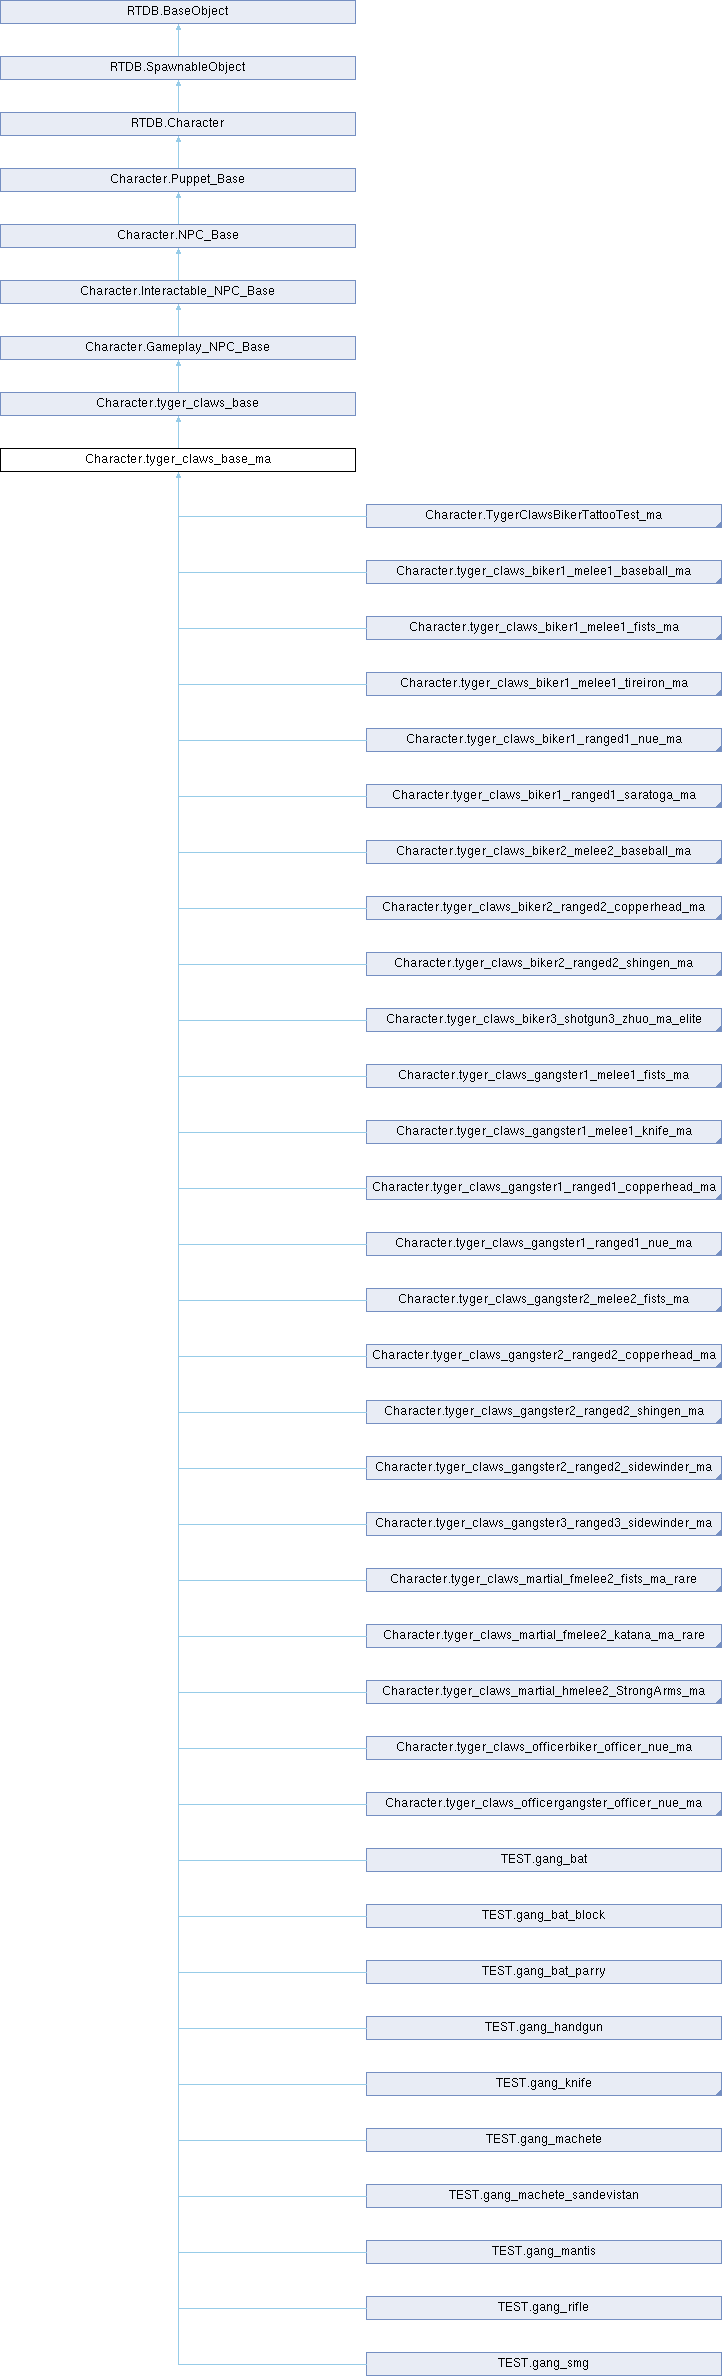 RTDB.BaseObject
RTDB.SpawnableObject
RTDB.Character
Character.Puppet_Base
Character.NPC_Base
Character.Interactable_NPC_Base
Character.Gameplay_NPC_Base
Character.tyger_claws_base
Character.tyger_claws_base_ma
Character.TygerClawsBikerTattooTest_ma
Character.tyger_claws_biker1_melee1_baseball_ma
Character.tyger_claws_biker1_melee1_fists_ma
Character.tyger_claws_biker1_melee1_tireiron_ma
Character.tyger_claws_biker1_ranged1_nue_ma
Character.tyger_claws_biker1_ranged1_saratoga_ma
Character.tyger_claws_biker2_melee2_baseball_ma
Character.tyger_claws_biker2_ranged2_copperhead_ma
Character.tyger_claws_biker2_ranged2_shingen_ma
Character.tyger_claws_biker3_shotgun3_zhuo_ma_elite
Character.tyger_claws_gangster1_melee1_fists_ma
Character.tyger_claws_gangster1_melee1_knife_ma
Character.tyger_claws_gangster1_ranged1_copperhead_ma
Character.tyger_claws_gangster1_ranged1_nue_ma
Character.tyger_claws_gangster2_melee2_fists_ma
Character.tyger_claws_gangster2_ranged2_copperhead_ma
Character.tyger_claws_gangster2_ranged2_shingen_ma
Character.tyger_claws_gangster2_ranged2_sidewinder_ma
Character.tyger_claws_gangster3_ranged3_sidewinder_ma
Character.tyger_claws_martial_fmelee2_fists_ma_rare
Character.tyger_claws_martial_fmelee2_katana_ma_rare
Character.tyger_claws_martial_hmelee2_StrongArms_ma
Character.tyger_claws_officerbiker_officer_nue_ma
Character.tyger_claws_officergangster_officer_nue_ma
TEST.gang_bat
TEST.gang_bat_block
TEST.gang_bat_parry
TEST.gang_handgun
TEST.gang_knife
TEST.gang_machete
TEST.gang_machete_sandevistan
TEST.gang_mantis
TEST.gang_rifle
TEST.gang_smg